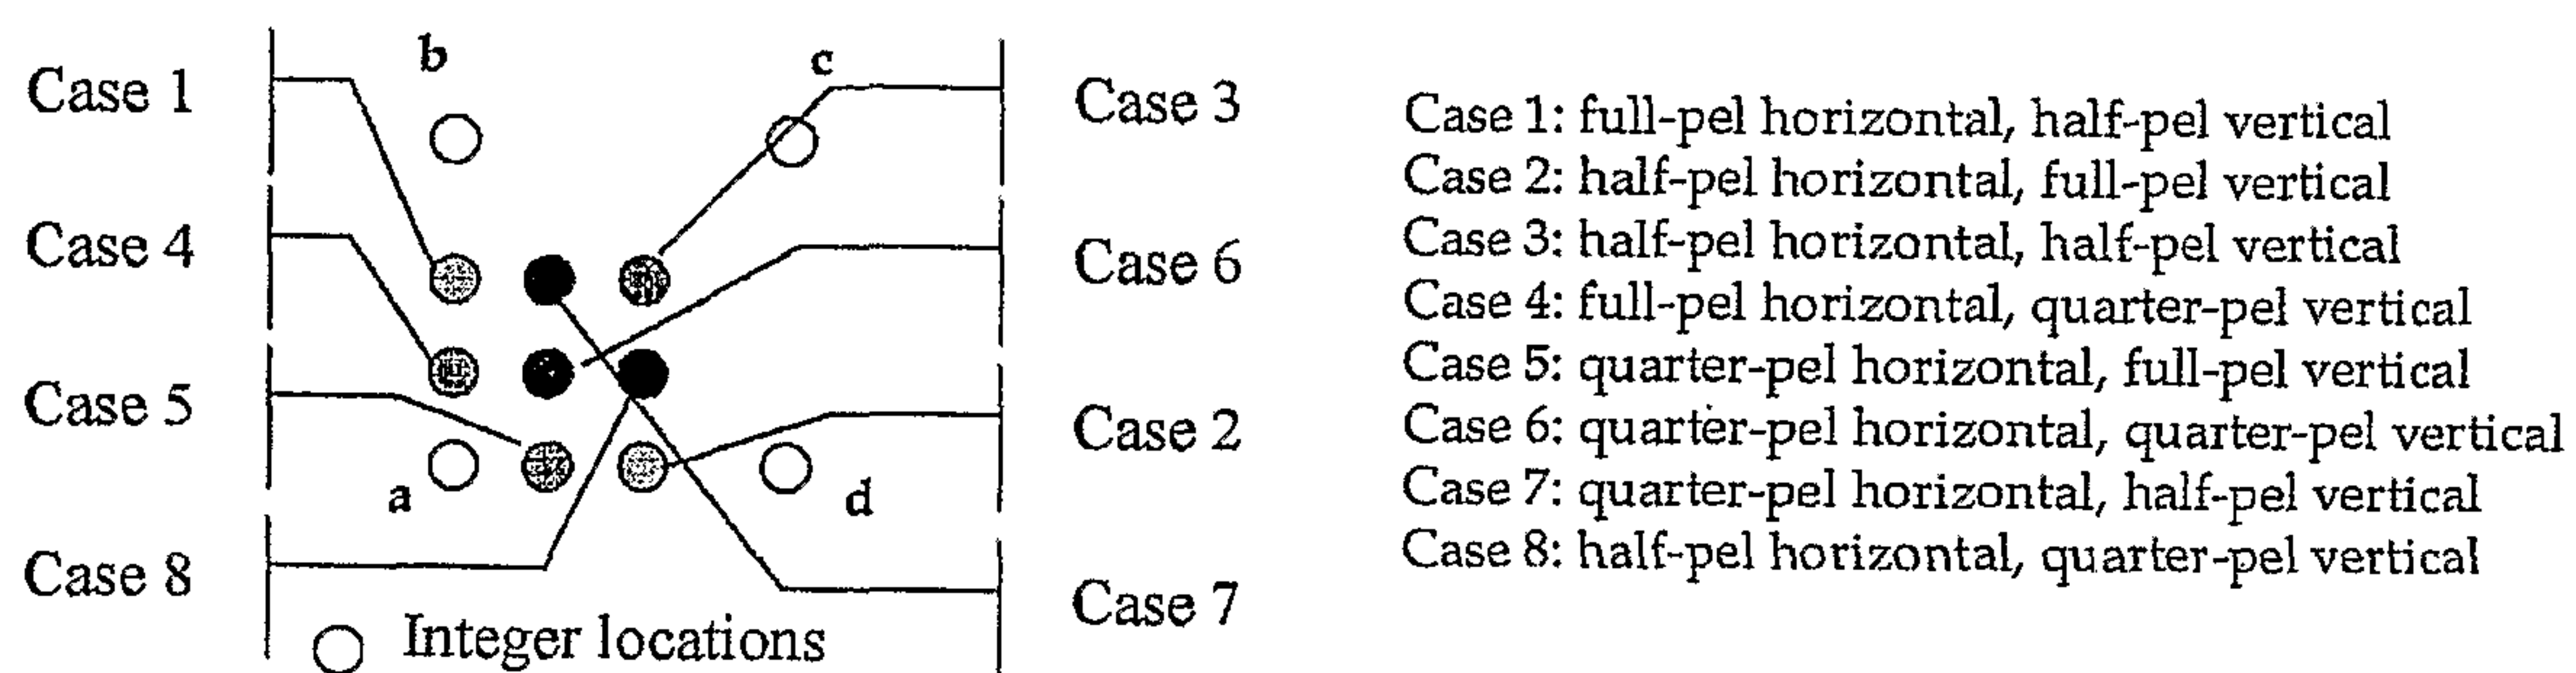 b
c
Case 1
Case 3
Case 4
Case 6
Case 5
Case 2
a
d
Case 8
Case 7
Integer locations
Case 1: full-pel horizontal, half-pel vertical
Case 2: half-pel horizontal, full-pel vertical
Case 3: half-pel horizontal, half-pel vertical
Case 4: full-pel horizontal, quarter-pel vertical
Case 5: quarter-pel horizontal, full-pel vertical
Case 6: quarter-pel horizontal, quarter-pel vertical
Case 7: quarter-pel horizontal, half-pel vertical
Case 8: half-pel horizontal, quarter-pel vertical